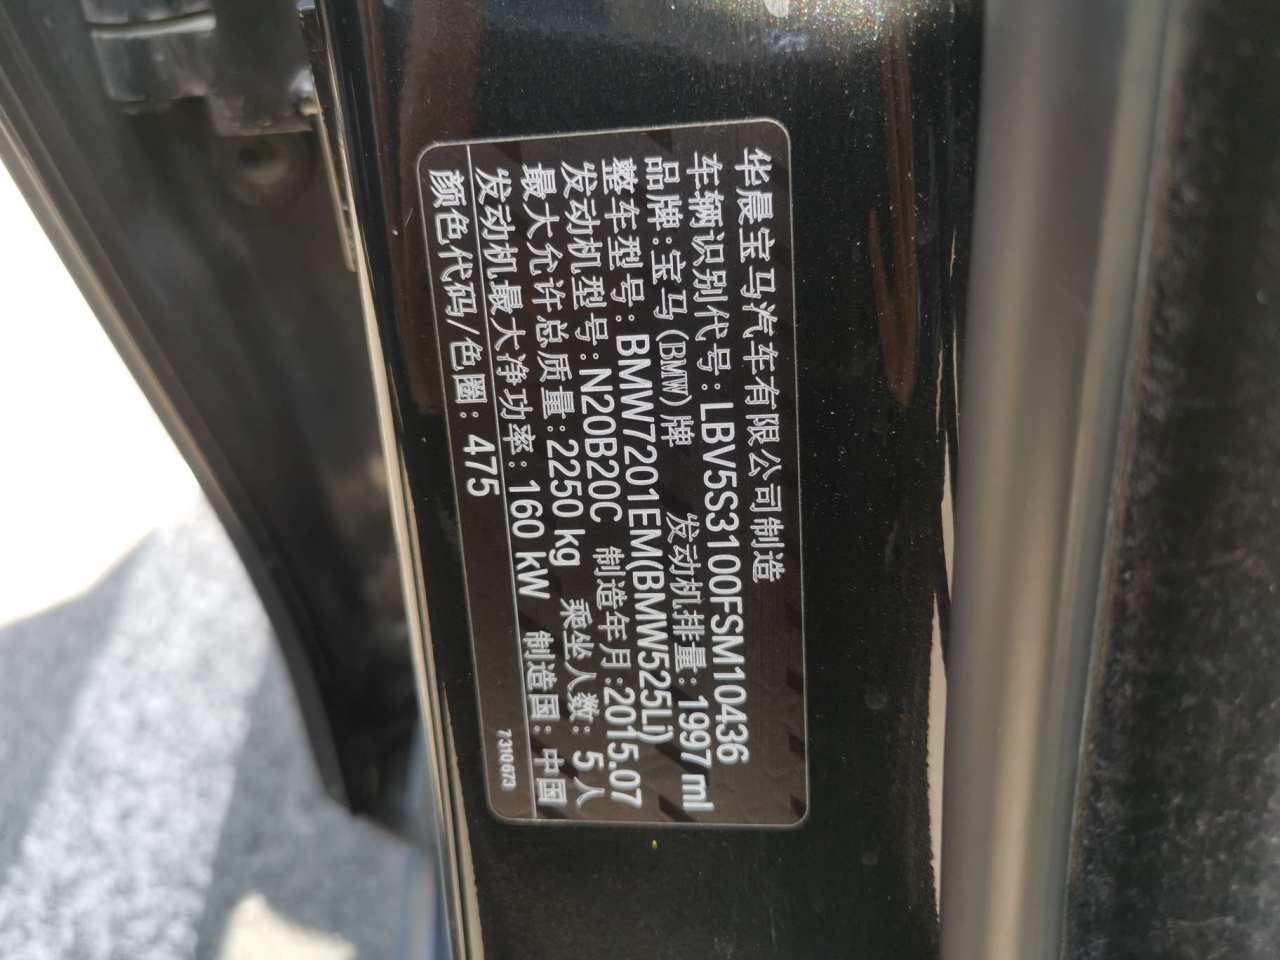 华晨宝马汽车有限公司制造
车辆识别代号：LBV5S3100FSM10436
品牌：宝马(BMW)牌 发动机排量：1997 ml
整车型号：BMW7201EM(BMW525Li)
发动机型号：N20B20C 制造年月：2015.07
最大允许总质量：2250 kg 乘坐人数：5人
发动机最大净功率：160 kW 制造国：中国
颜色代码/色圈：475
7310673